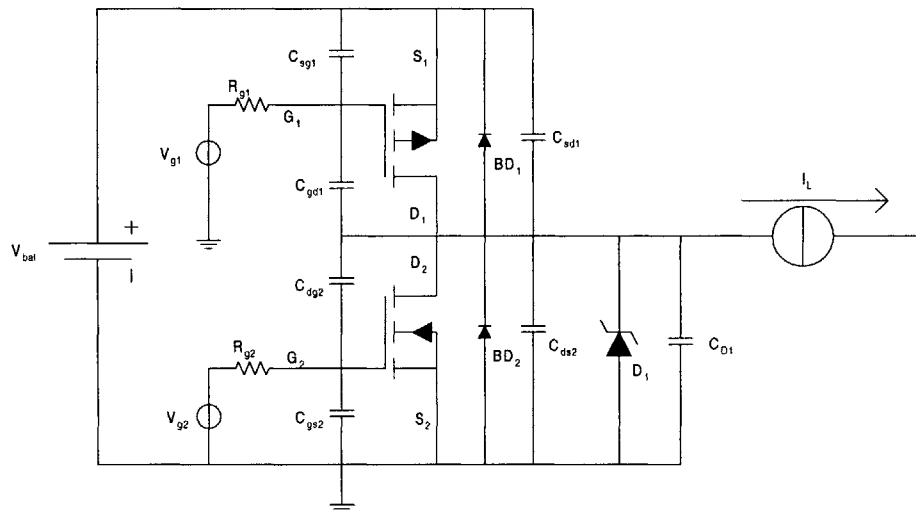 C_sg1
S_1
R_g1
G_1
V_g1
C_gd1
BD_1
C_sd1
I_L
D_1
+
V_bat
D_2
C_dg2
R_g2
G_2
BD_2
C_ds2
D_1
C_D1
V_g2
C_gs2
S_2